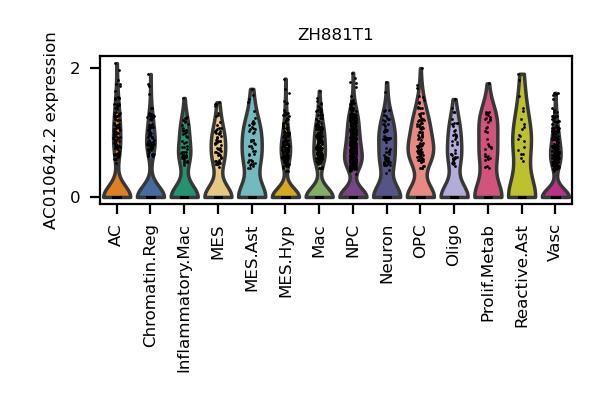 ZH881T1
AC010642.2 expression
2
0
AC
Chromatin.Reg
Inflammatory.Mac
MES
MES.Ast
MES.Hyp
Mac
NPC
Neuron
OPC
Oligo
Prolif.Metab
Reactive.Ast
Vasc